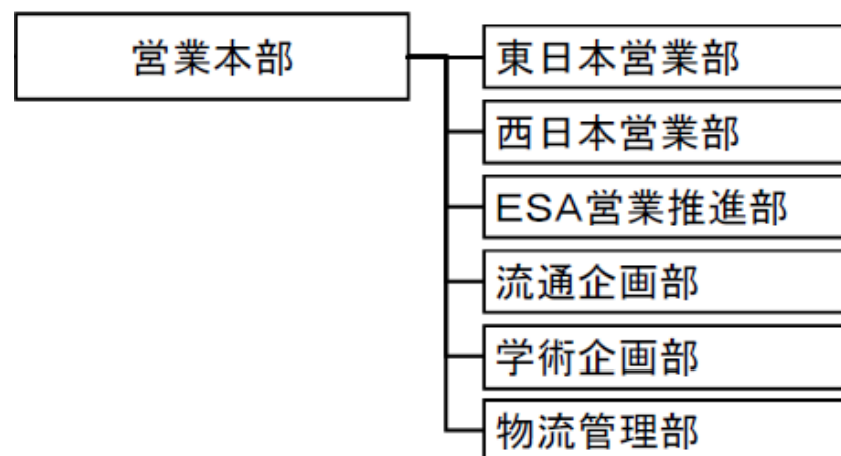 営業本部
東日本営業部
西日本営業部
ESA営業推進部
流通企画部
学術企画部
物流管理部